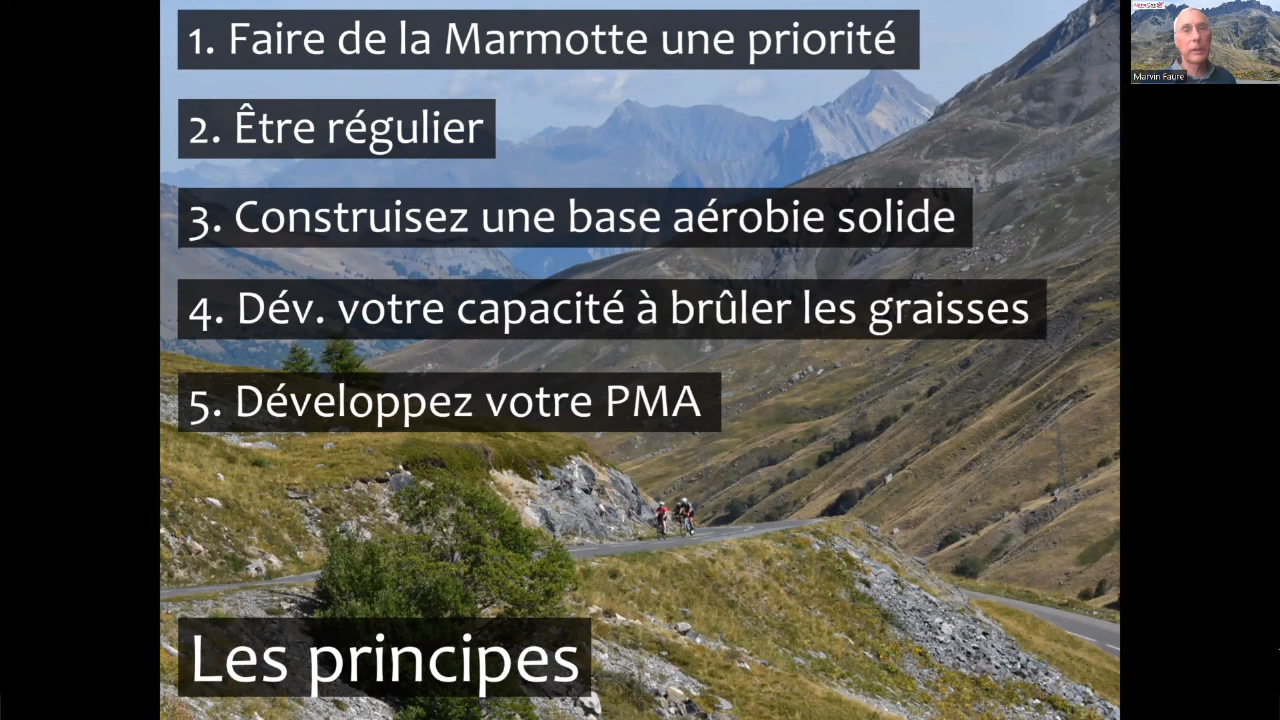 1. Faire de la Marmotte une priorité
2. Être régulier
3. Construisez une base aérobie solide
4. Dév. votre capacité à brûler les graisses
5. Développez votre PMA
Les principes
Marvin Faure